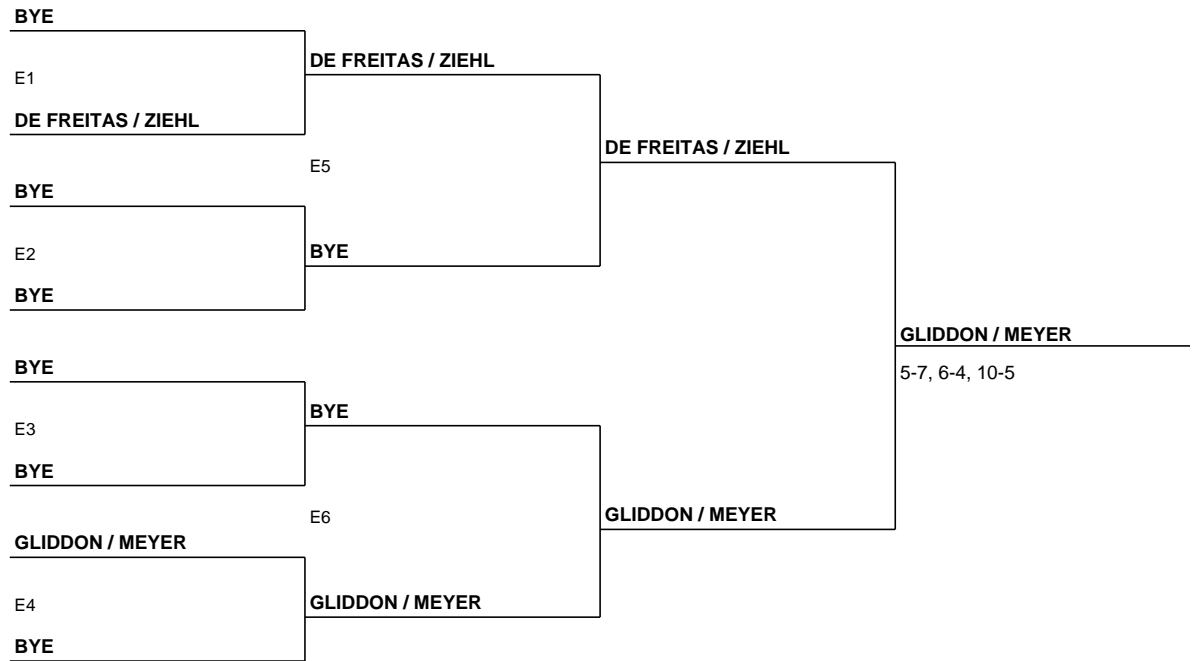 BYE
DE FREITAS / ZIEHL
E1
DE FREITAS / ZIEHL
DE FREITAS / ZIEHL
E5
BYE
E2
BYE
BYE
GLIDDON / MEYER
BYE
5-7, 6-4, 10-5
BYE
E3
BYE
E6
GLIDDON / MEYER
GLIDDON / MEYER
E4
GLIDDON / MEYER
BYE